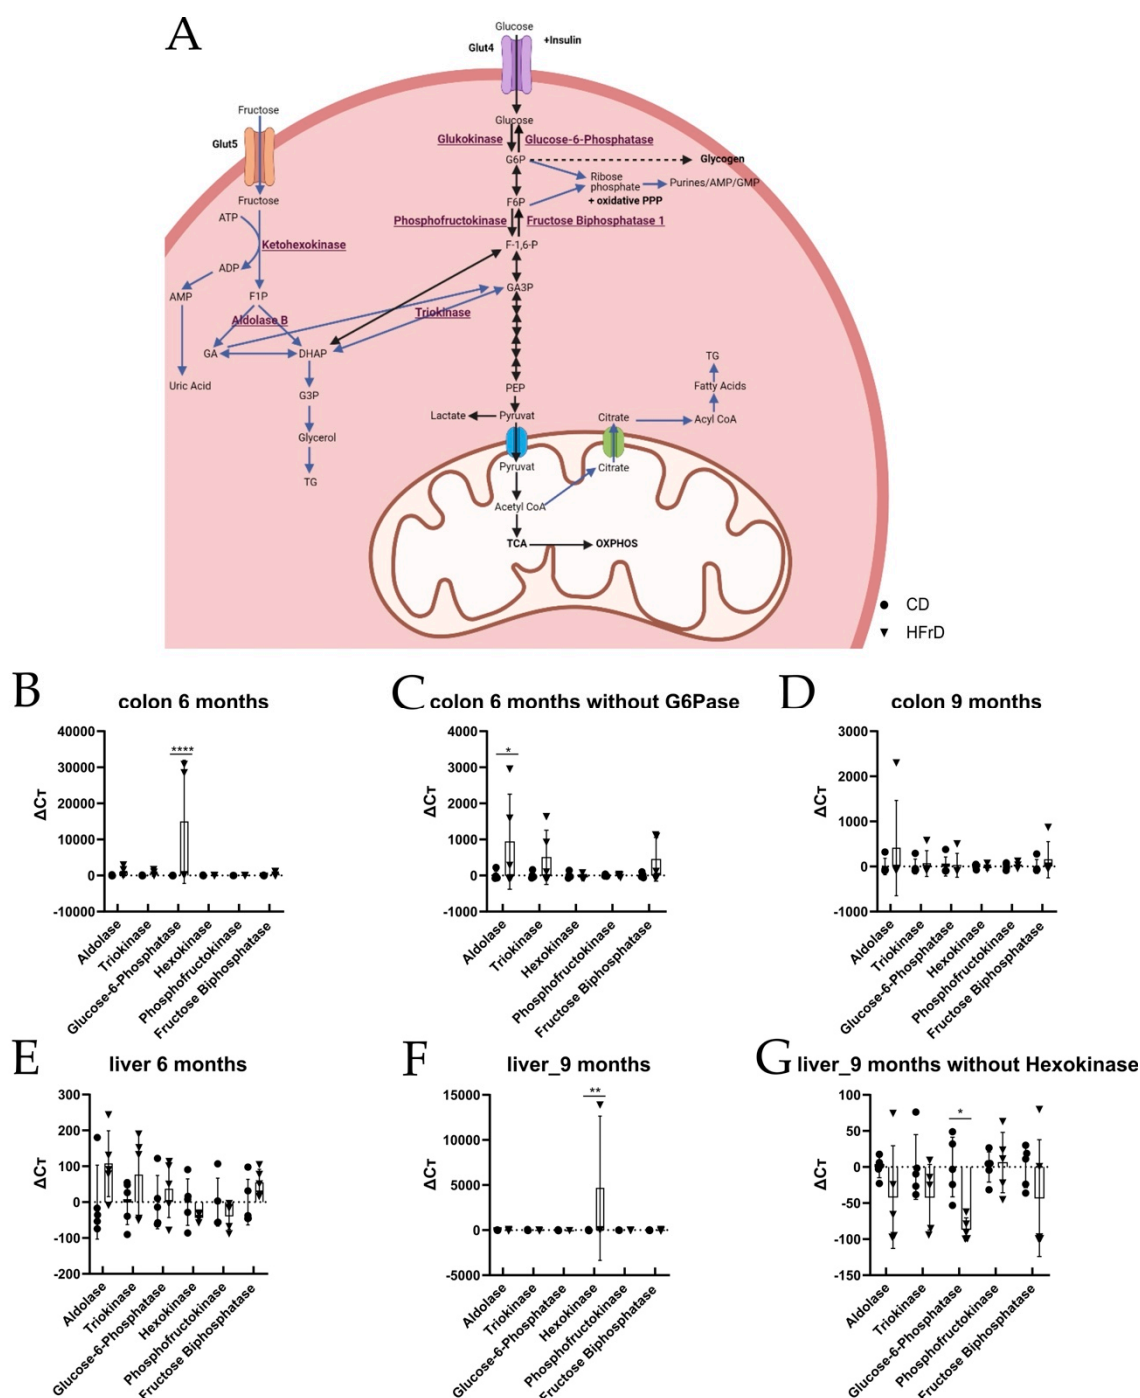 A
Glucose
Glut4
+Insulin
Fructose
Glut5
Glucose
Glukokinase
Glucose-6-Phosphatase
G6P
Glycogen
Ribose
phosphate
Purines/AMP/GMP
+ oxidative PPP
Fructose
ATP
F6P
Phosphofructokinase
Fructose Biphosphatase 1
Ketohexokinase
F-1,6-P
ADP
AMP
F1P
GA3P
Aldolase B
Triokinase
GA
DHAP
Uric Acid
G3P
PEP
TG
Fatty Acids
Lactate
Pyruvat
Citrate
Acyl CoA
Glycerol
TG
Pyruvat
Citrate
Acetyl CoA
TCA
OXPHOS
CD
HFrD
B
colon 6 months
ΔCT
40000
30000
20000
10000
0
-10000
****
Aldolase
Triokinase
Glucose-6-Phosphatase
Hexokinase
Phosphofructokinase
Fructose Biphosphatase
C
colon 6 months without G6Pase
ΔCT
4000
3000
2000
1000
0
-1000
*
Aldolase
Triokinase
Hexokinase
Phosphofructokinase
Fructose Biphosphatase
D
colon 9 months
ΔCT
3000
2000
1000
0
-1000
Aldolase
Triokinase
Glucose-6-Phosphatase
Hexokinase
Phosphofructokinase
Fructose Biphosphatase
E
liver 6 months
ΔCT
300
200
100
0
-100
-200
Aldolase
Triokinase
Glucose-6-Phosphatase
Hexokinase
Phosphofructokinase
Fructose Biphosphatase
F
liver_9 months
ΔCT
15000
10000
5000
0
-5000
**
Aldolase
Triokinase
Glucose-6-Phosphatase
Hexokinase
Phosphofructokinase
Fructose Biphosphatase
G
liver_9 months without Hexokinase
ΔCT
100
50
0
-50
-100
-150
*
Aldolase
Triokinase
Glucose-6-Phosphatase
Phosphofructokinase
Fructose Biphosphatase